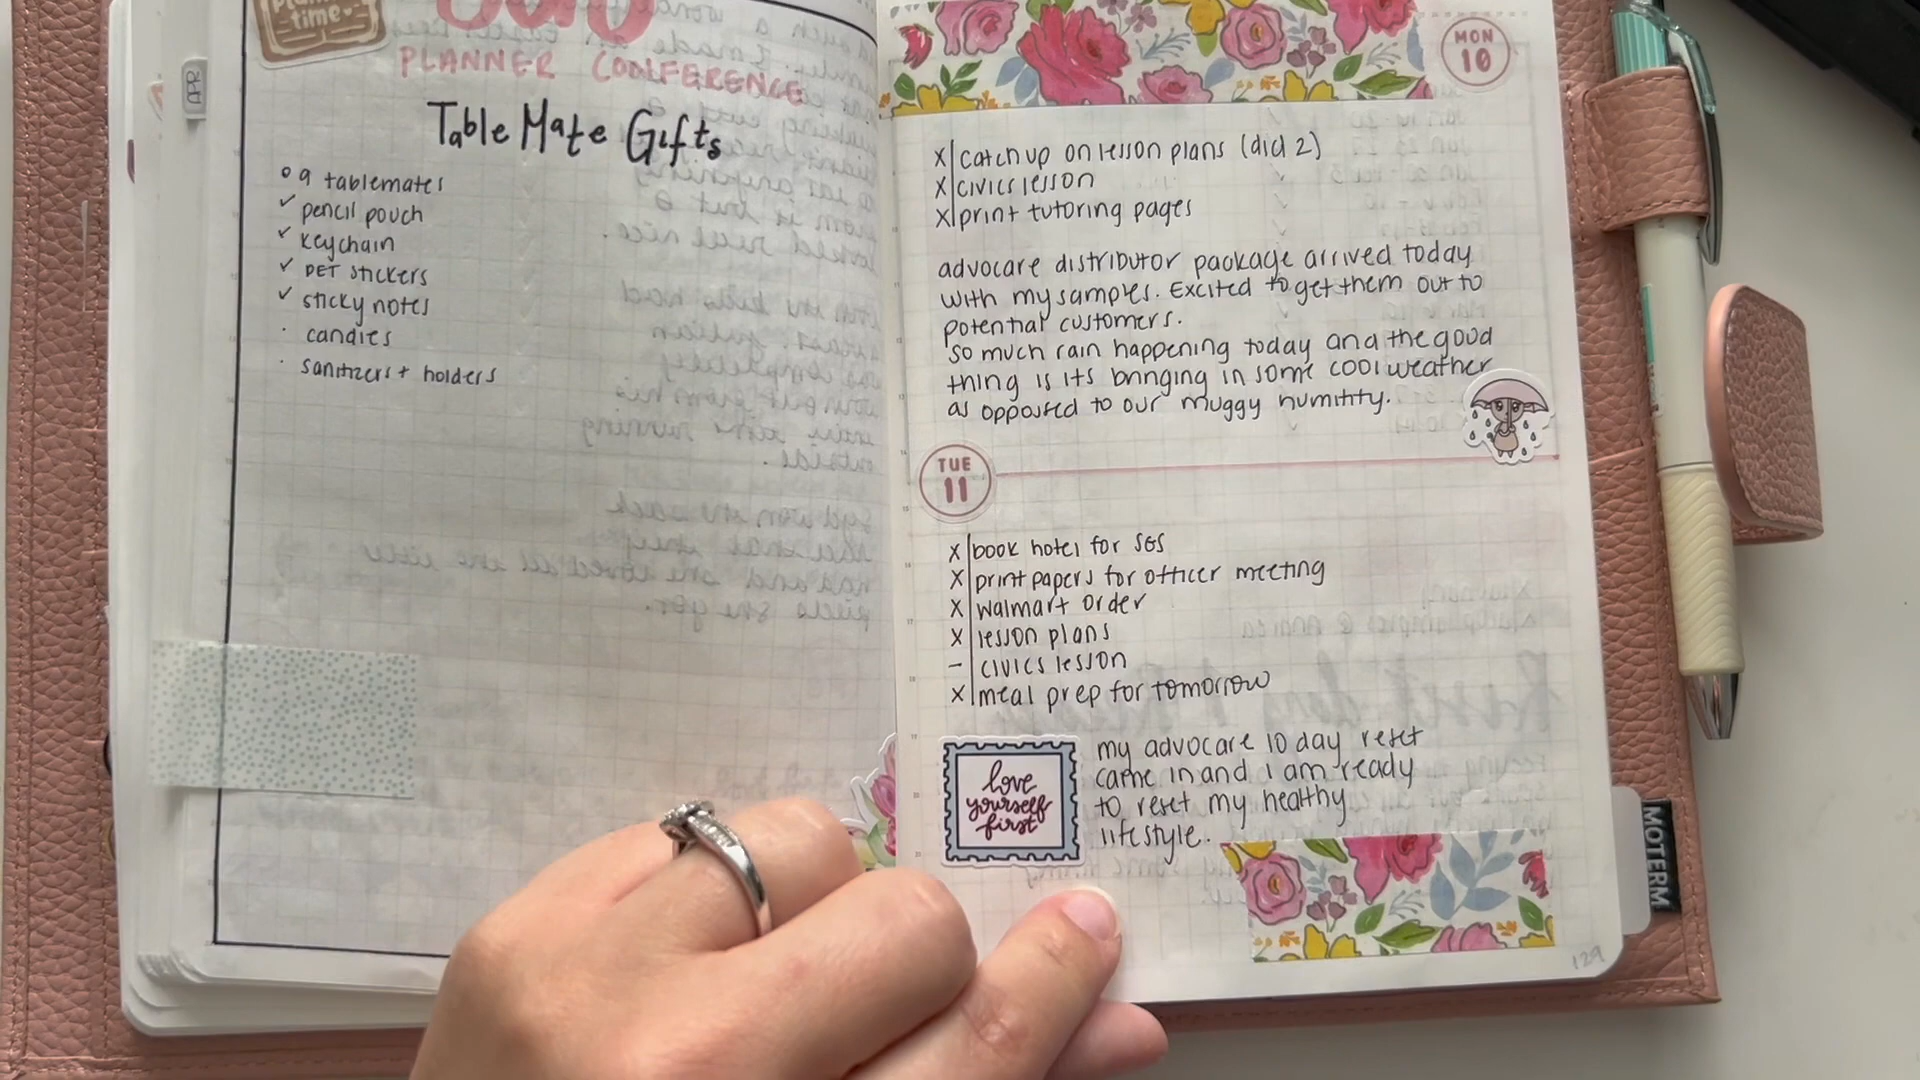 time
PLANNER CONFERENCE
Table Mate Gifts
9 tablemates
✓ pencil pouch
✓ keychain
✓ PET stickers
✓ sticky notes
· candies
· sanitizers + holders
APR
MON
10
X|catch up on lesson plans (did 2)
X|civics lesson
X|print tutoring pages
advocare distributor package arrived today
with my samples. Excited to get them out to
potential customers.
so much rain happening today and the good
thing is its bringing in some cool weather
as opposed to our muggy humitity.
TUE
11
X|book hotel for SGS
X|print papers for officer meeting
X|walmart order
X|lesson plans
–|civics lesson
X|meal prep for tomorrow
love
yourself
first
my advocare 10 day reset
came in and i am ready
to reset my healthy
lifestyle.
129
MOTERM